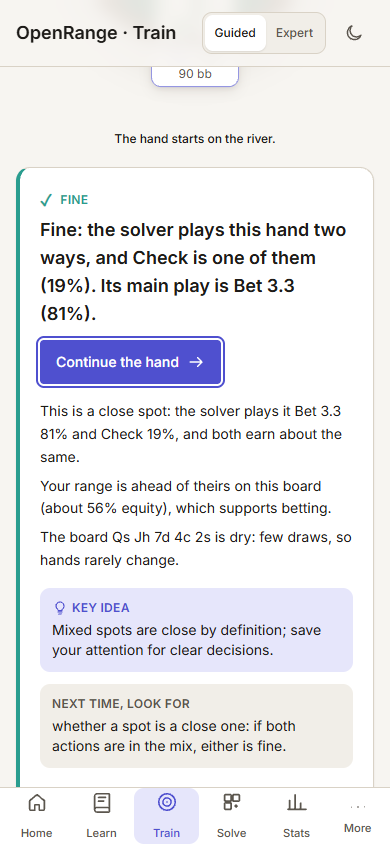 OpenRange · Train
Guided
Expert
90 bb
The hand starts on the river.
FINE
Fine: the solver plays this hand two
ways, and Check is one of them
(19%). Its main play is Bet 3.3
(81%).
Continue the hand →
This is a close spot: the solver plays it Bet 3.3
81% and Check 19%, and both earn about the
same.
Your range is ahead of theirs on this board
(about 56% equity), which supports betting.
The board Qs Jh 7d 4c 2s is dry: few draws, so
hands rarely change.
KEY IDEA
Mixed spots are close by definition; save
your attention for clear decisions.
NEXT TIME, LOOK FOR
whether a spot is a close one: if both
actions are in the mix, either is fine.
Home
Learn
Train
Solve
Stats
More